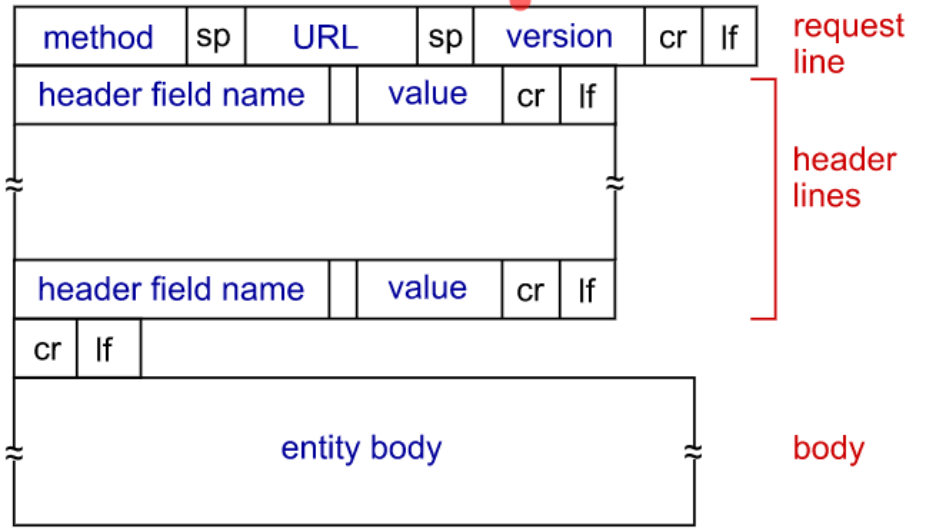 method sp URL sp version cr lf
request
line
header field name value cr lf
header
lines
header field name value cr lf
cr lf
entity body
body